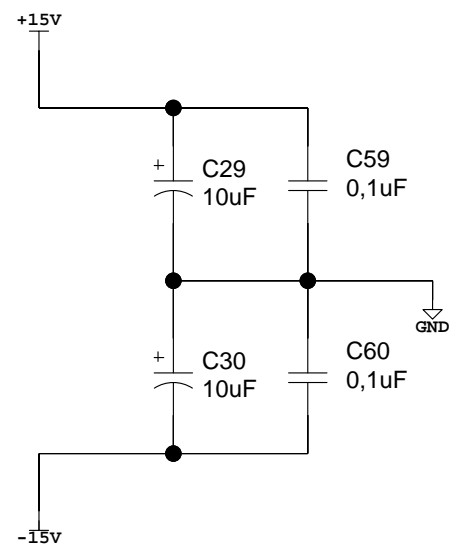 +15V
+
C29
10uF
C59
0,1uF
GND
+
C30
10uF
C60
0,1uF
-15V